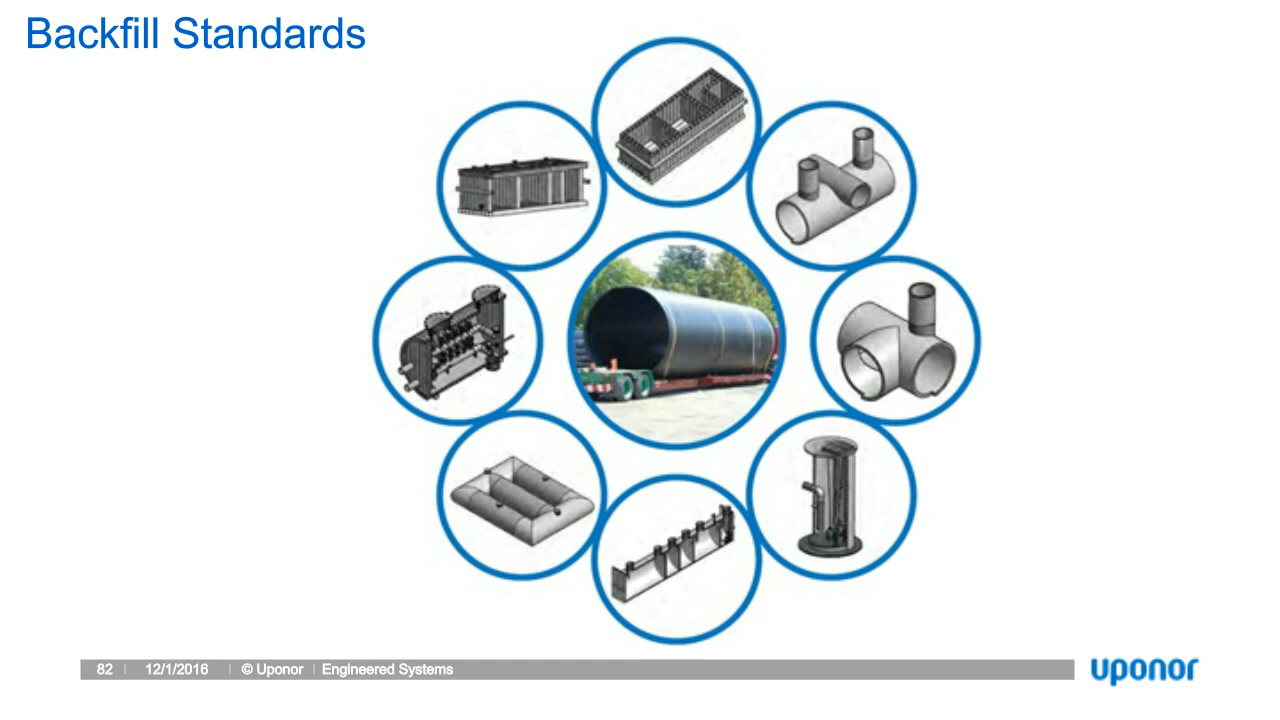 Backfill Standards
82 | 12/1/2016 | © Uponor | Engineered Systems
uponor